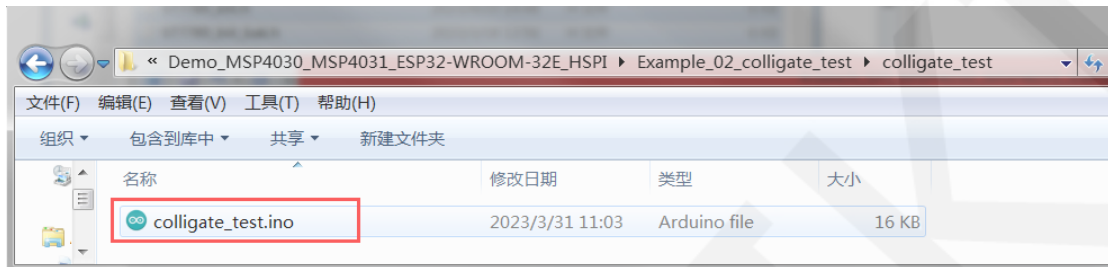 « Demo_MSP4030_MSP4031_ESP32-WROOM-32E_HSPI ▸ Example_02_colligate_test ▸ colligate_test
文件(F) 编辑(E) 查看(V) 工具(T) 帮助(H)
组织 包含到库中 共享 新建文件夹
名称 修改日期 类型 大小
colligate_test.ino 2023/3/31 11:03 Arduino file 16 KB